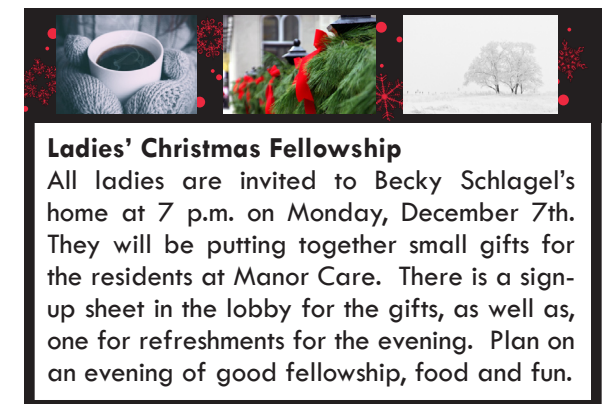 Ladies’ Christmas Fellowship
All ladies are invited to Becky Schlagel’s
home at 7 p.m. on Monday, December 7th.
They will be putting together small gifts for
the residents at Manor Care.  There is a sign-
up sheet in the lobby for the gifts, as well as,
one for refreshments for the evening.  Plan on
an evening of good fellowship, food and fun.